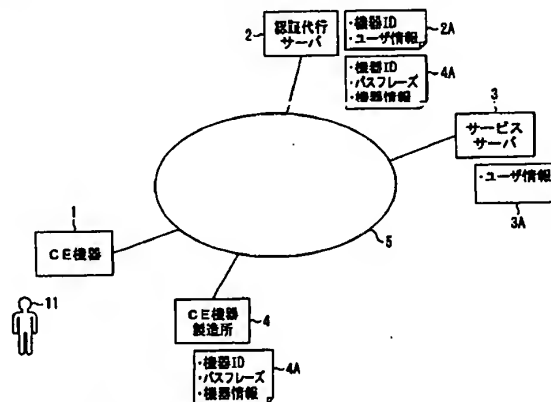 認証代行
サーバ
2
・機器ID
・ユーザ情報
2A
・機器ID
・パスフレーズ
・機器情報
4A
3
サービス
サーバ
・ユーザ情報
3A
1
CE機器
5
11
CE機器
製造所
4
・機器ID
・パスフレーズ
・機器情報
4A